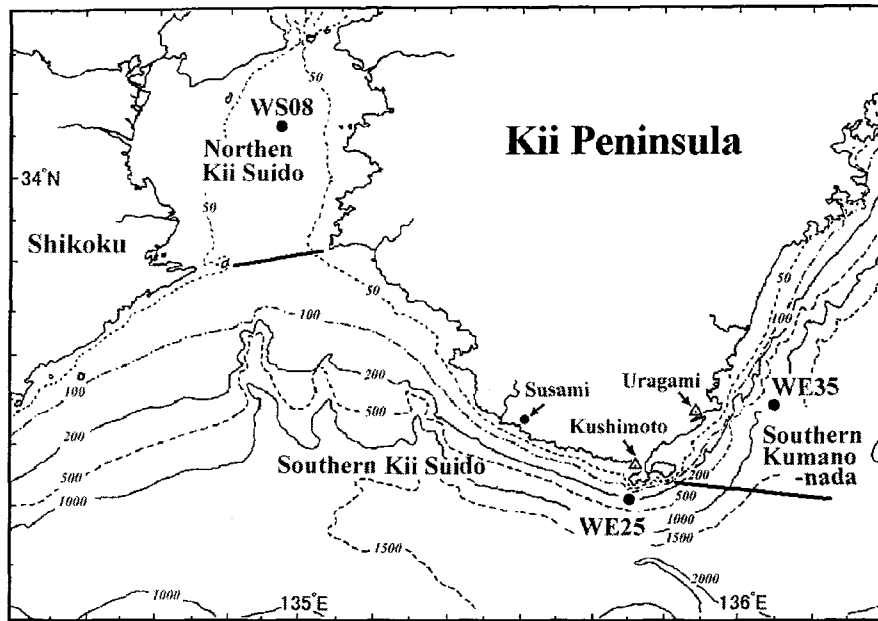 50
WS08
Northen
Kii Suido
Kii Peninsula
34°N
50
Shikoku
50
50
100
100
100
200
Susami
Uragami
WE35
200
500
Kushimoto
Southern
Kumano
-nada
Southern Kii Suido
200
500
500
1000
1000
1500
WE25
1500
2000
1000
135°E
136°E